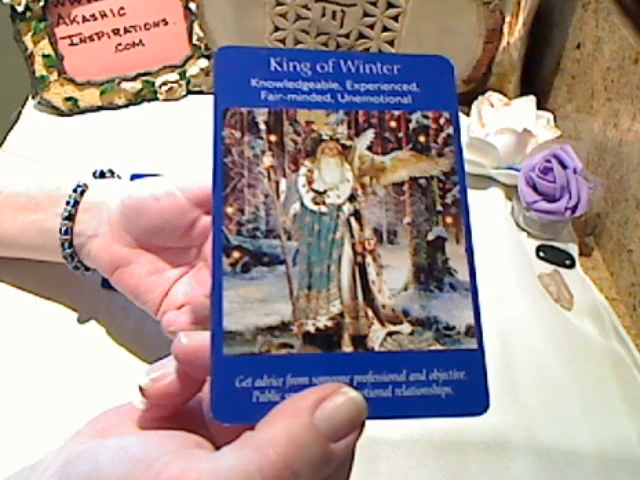 AKASHIC
INSPIRATIONS.
COM
King of Winter
Knowledgeable, Experienced,
Fair-minded, Unemotional
Get advice from someone professional and objective.
Public relationships.